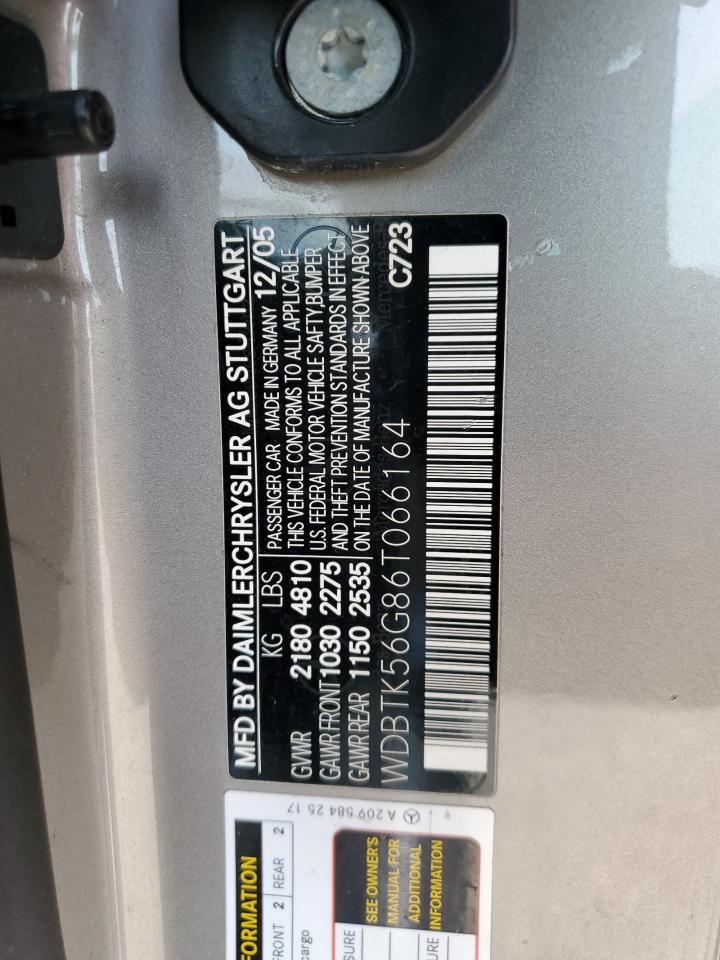 MFD BY DAIMLERCHRYSLER AG STUTTGART
KG LBS PASSENGER CAR MADE IN GERMANY 12/05
GVWR 2180 4810 THIS VEHICLE CONFORMS TO ALL APPLICABLE
GAWR FRONT 1030 2275 U.S. FEDERAL MOTOR VEHICLE SAFTY,BUMPER
GAWR REAR 1150 2535 AND THEFT PREVENTION STANDARDS IN EFFECT
ON THE DATE OF MANUFACTURE SHOWN ABOVE
WDBTK56G86T066164 C723
A 209 584 25 17
FORMATION
FRONT 2 REAR 2
cargo
SEE OWNER'S
MANUAL FOR
ADDITIONAL
INFORMATION